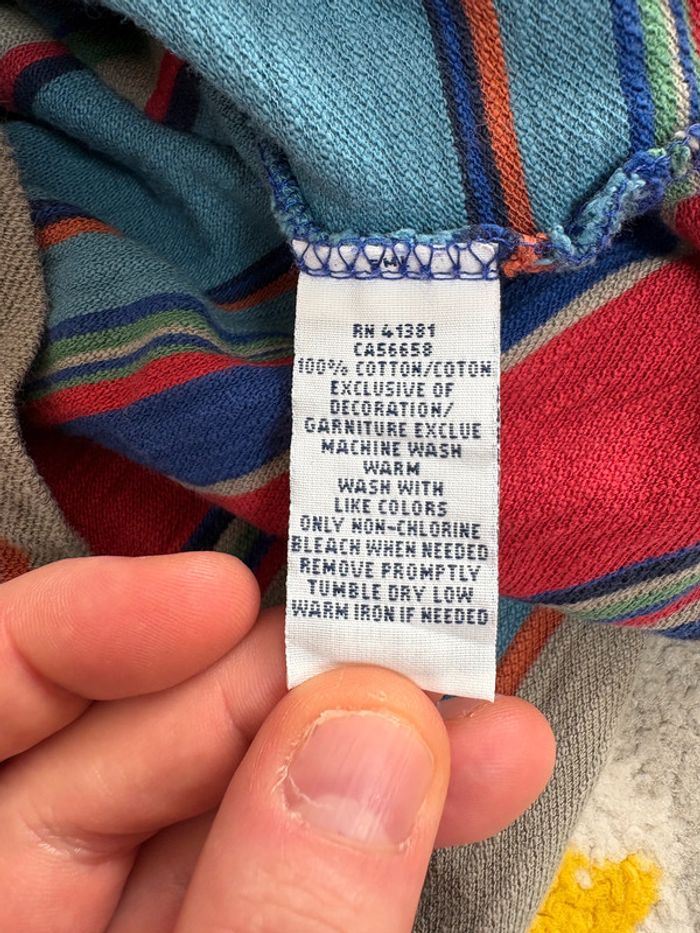 RN 41381
CA56658
100% COTTON/COTON
EXCLUSIVE OF
DECORATION/
GARNITURE EXCLUE
MACHINE WASH
WARM
WASH WITH
LIKE COLORS
ONLY NON-CHLORINE
BLEACH WHEN NEEDED
REMOVE PROMPTLY
TUMBLE DRY LOW
WARM IRON IF NEEDED